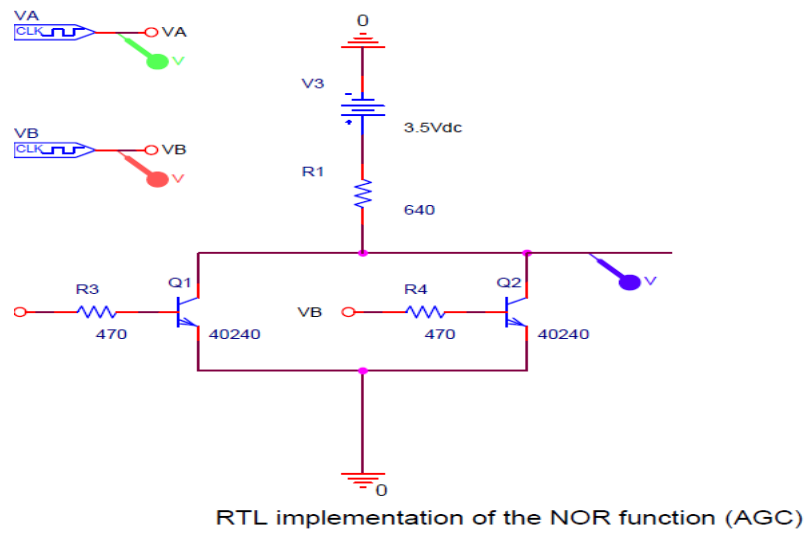 VA
CLK
VA
V
VB
CLK
VB
V
0
V3
-
+
3.5Vdc
R1
640
R3
470
Q1
40240
VB
R4
470
Q2
40240
V
0
RTL implementation of the NOR function (AGC)